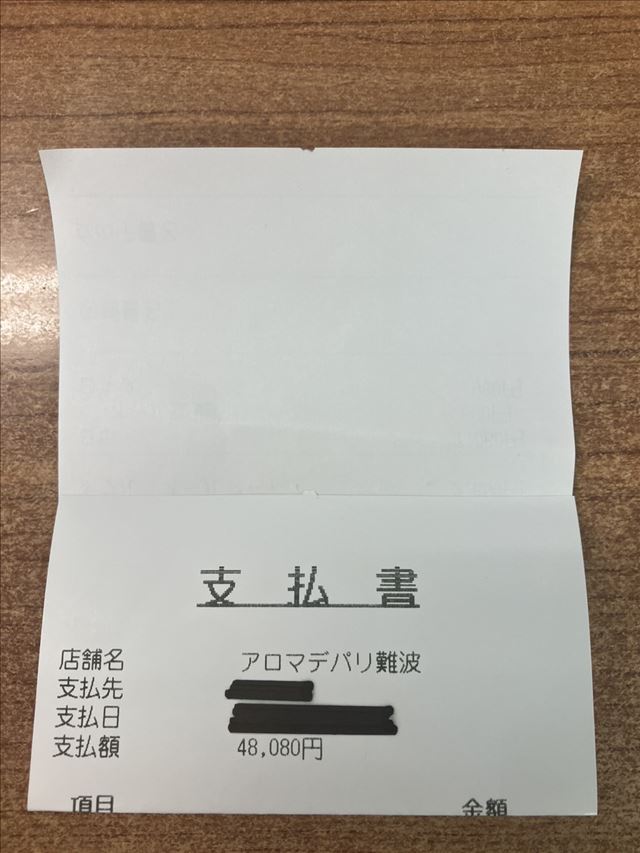 支払書
店舗名 アロマデパリ難波
支払先
支払日
支払額 48,080円
項目 金額